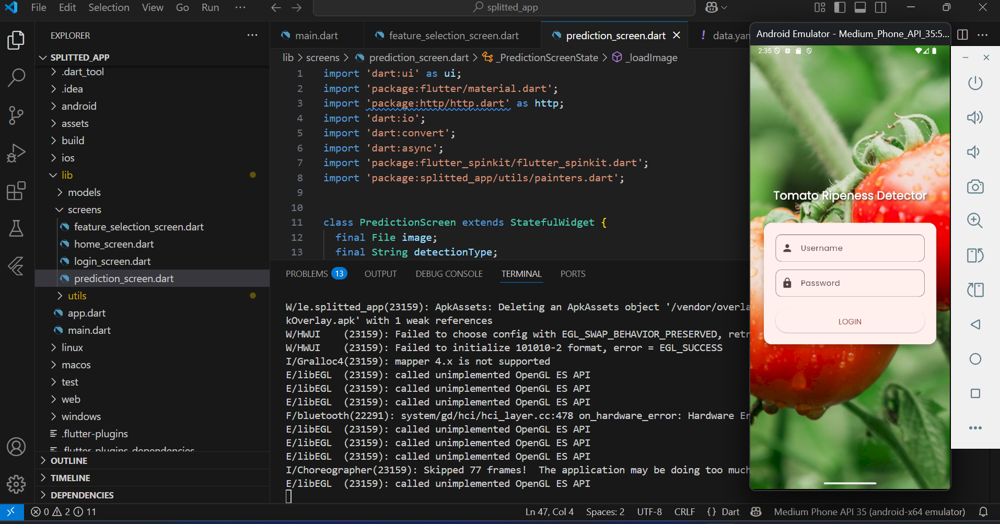 File Edit Selection View Go Run ···
splitted_app
EXPLORER
SPLITTED_APP
.dart_tool
.idea
android
assets
build
ios
lib
models
screens
feature_selection_screen.dart
home_screen.dart
login_screen.dart
prediction_screen.dart
utils
app.dart
main.dart
linux
macos
test
web
windows
.flutter-plugins
.flutter-plugins-dependencies
OUTLINE
TIMELINE
DEPENDENCIES
main.dart
feature_selection_screen.dart
prediction_screen.dart
! data.yam
lib > screens > prediction_screen.dart > _PredictionScreenState > _loadImage
1 import 'dart:ui' as ui;
2 import 'package:flutter/material.dart';
3 import 'package:http/http.dart' as http;
4 import 'dart:io';
5 import 'dart:convert';
6 import 'dart:async';
7 import 'package:flutter_spinkit/flutter_spinkit.dart';
8 import 'package:splitted_app/utils/painters.dart';
9
10
11 class PredictionScreen extends StatefulWidget {
12 final File image;
13 final String detectionType;
PROBLEMS 13 OUTPUT DEBUG CONSOLE TERMINAL PORTS
W/le.splitted_app(23159): ApkAssets: Deleting an ApkAssets object '/vendor/overla
kOverlay.apk' with 1 weak references
W/HWUI (23159): Failed to choose config with EGL_SWAP_BEHAVIOR_PRESERVED, retr
W/HWUI (23159): Failed to initialize 101010-2 format, error = EGL_SUCCESS
I/Gralloc4(23159): mapper 4.x is not supported
E/libEGL (23159): called unimplemented OpenGL ES API
E/libEGL (23159): called unimplemented OpenGL ES API
E/libEGL (23159): called unimplemented OpenGL ES API
F/bluetooth(22291): system/gd/hci/hci_layer.cc:478 on_hardware_error: Hardware Er
E/libEGL (23159): called unimplemented OpenGL ES API
E/libEGL (23159): called unimplemented OpenGL ES API
E/libEGL (23159): called unimplemented OpenGL ES API
I/Choreographer(23159): Skipped 77 frames! The application may be doing too much
E/libEGL (23159): called unimplemented OpenGL ES API
Android Emulator - Medium_Phone_API_35:5...
2:35
Tomato Ripeness Detector
Username
Password
LOGIN
0 2 11
Ln 47, Col 4 Spaces: 2 UTF-8 CRLF {} Dart Medium Phone API 35 (android-x64 emulator)